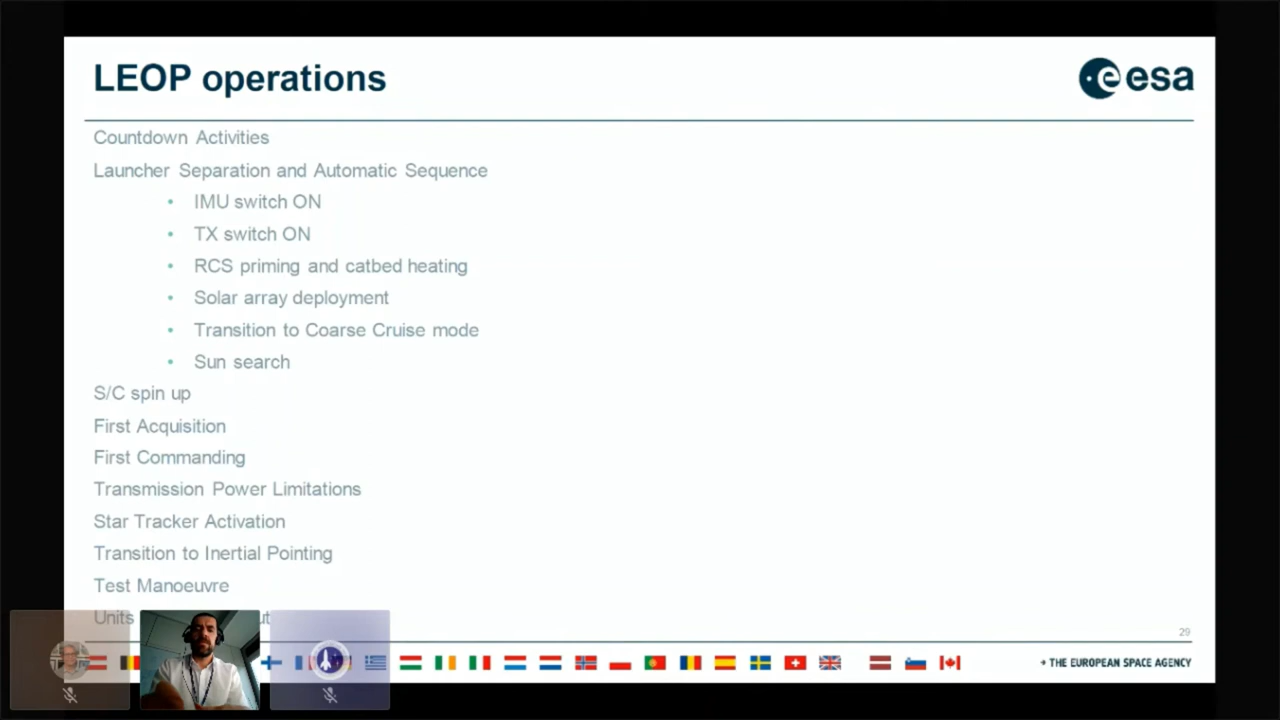 LEOP operations
esa
Countdown Activities
Launcher Separation and Automatic Sequence
• IMU switch ON
• TX switch ON
• RCS priming and catbed heating
• Solar array deployment
• Transition to Coarse Cruise mode
• Sun search
S/C spin up
First Acquisition
First Commanding
Transmission Power Limitations
Star Tracker Activation
Transition to Inertial Pointing
Test Manoeuvre
Units
29
→ THE EUROPEAN SPACE AGENCY